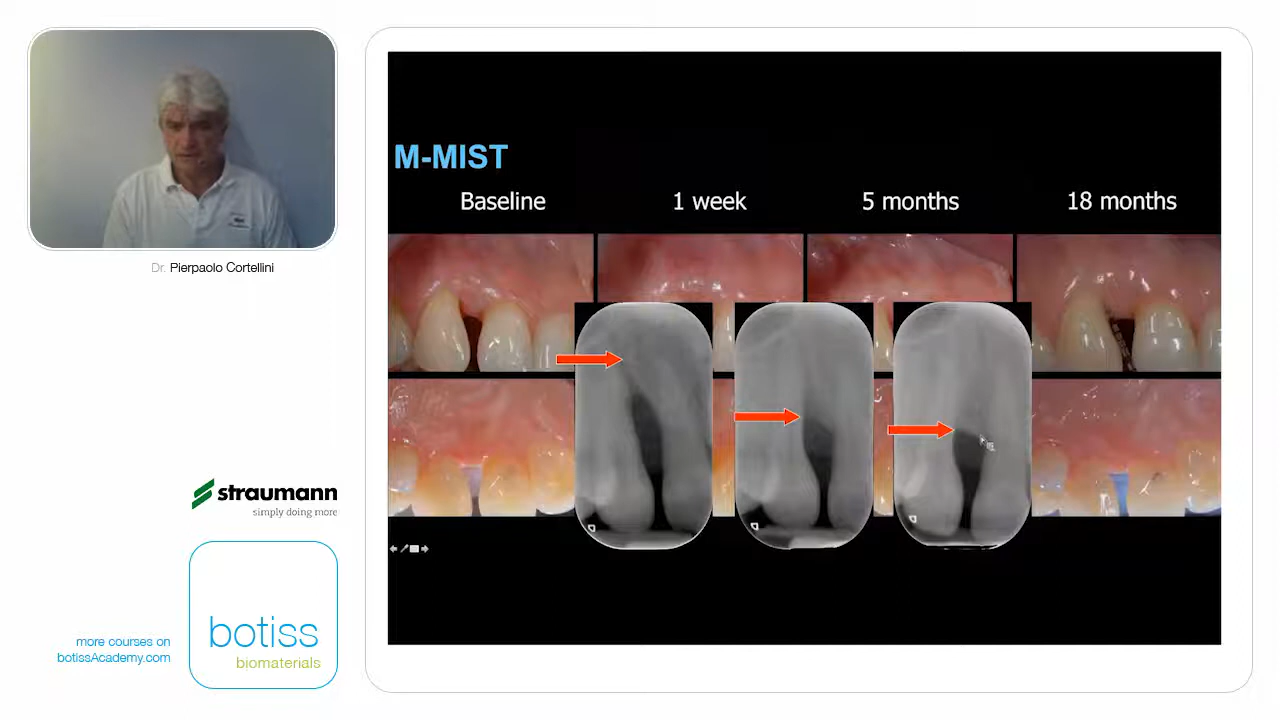 Dr. Pierpaolo Cortellini
straumann
simply doing more
botiss
biomaterials
more courses on
botissAcademy.com
M-MIST
Baseline 1 week 5 months 18 months